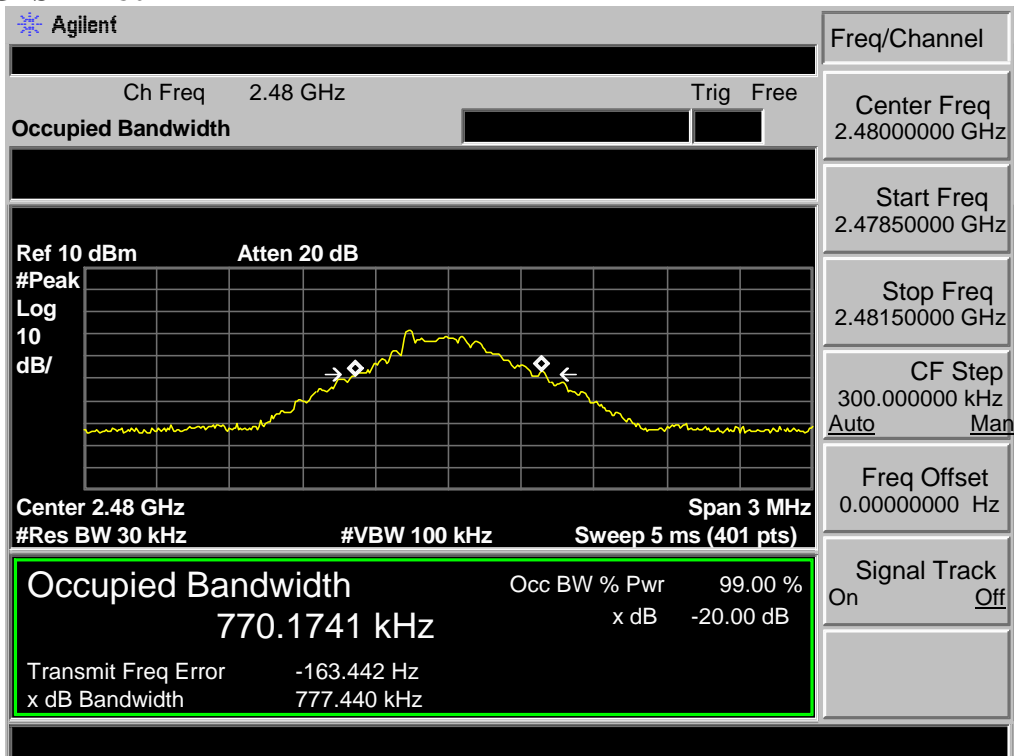 Agilent
Freq/Channel
Ch Freq 2.48 GHz Trig Free
Occupied Bandwidth
Center Freq
2.48000000 GHz
Start Freq
2.47850000 GHz
Ref 10 dBm Atten 20 dB
#Peak
Log
10
dB/
Stop Freq
2.48150000 GHz
CF Step
300.000000 kHz
Auto Man
Freq Offset
0.00000000 Hz
Center 2.48 GHz Span 3 MHz
#Res BW 30 kHz #VBW 100 kHz Sweep 5 ms (401 pts)
Signal Track
On Off
Occupied Bandwidth Occ BW % Pwr 99.00 %
770.1741 kHz x dB -20.00 dB
Transmit Freq Error -163.442 Hz
x dB Bandwidth 777.440 kHz